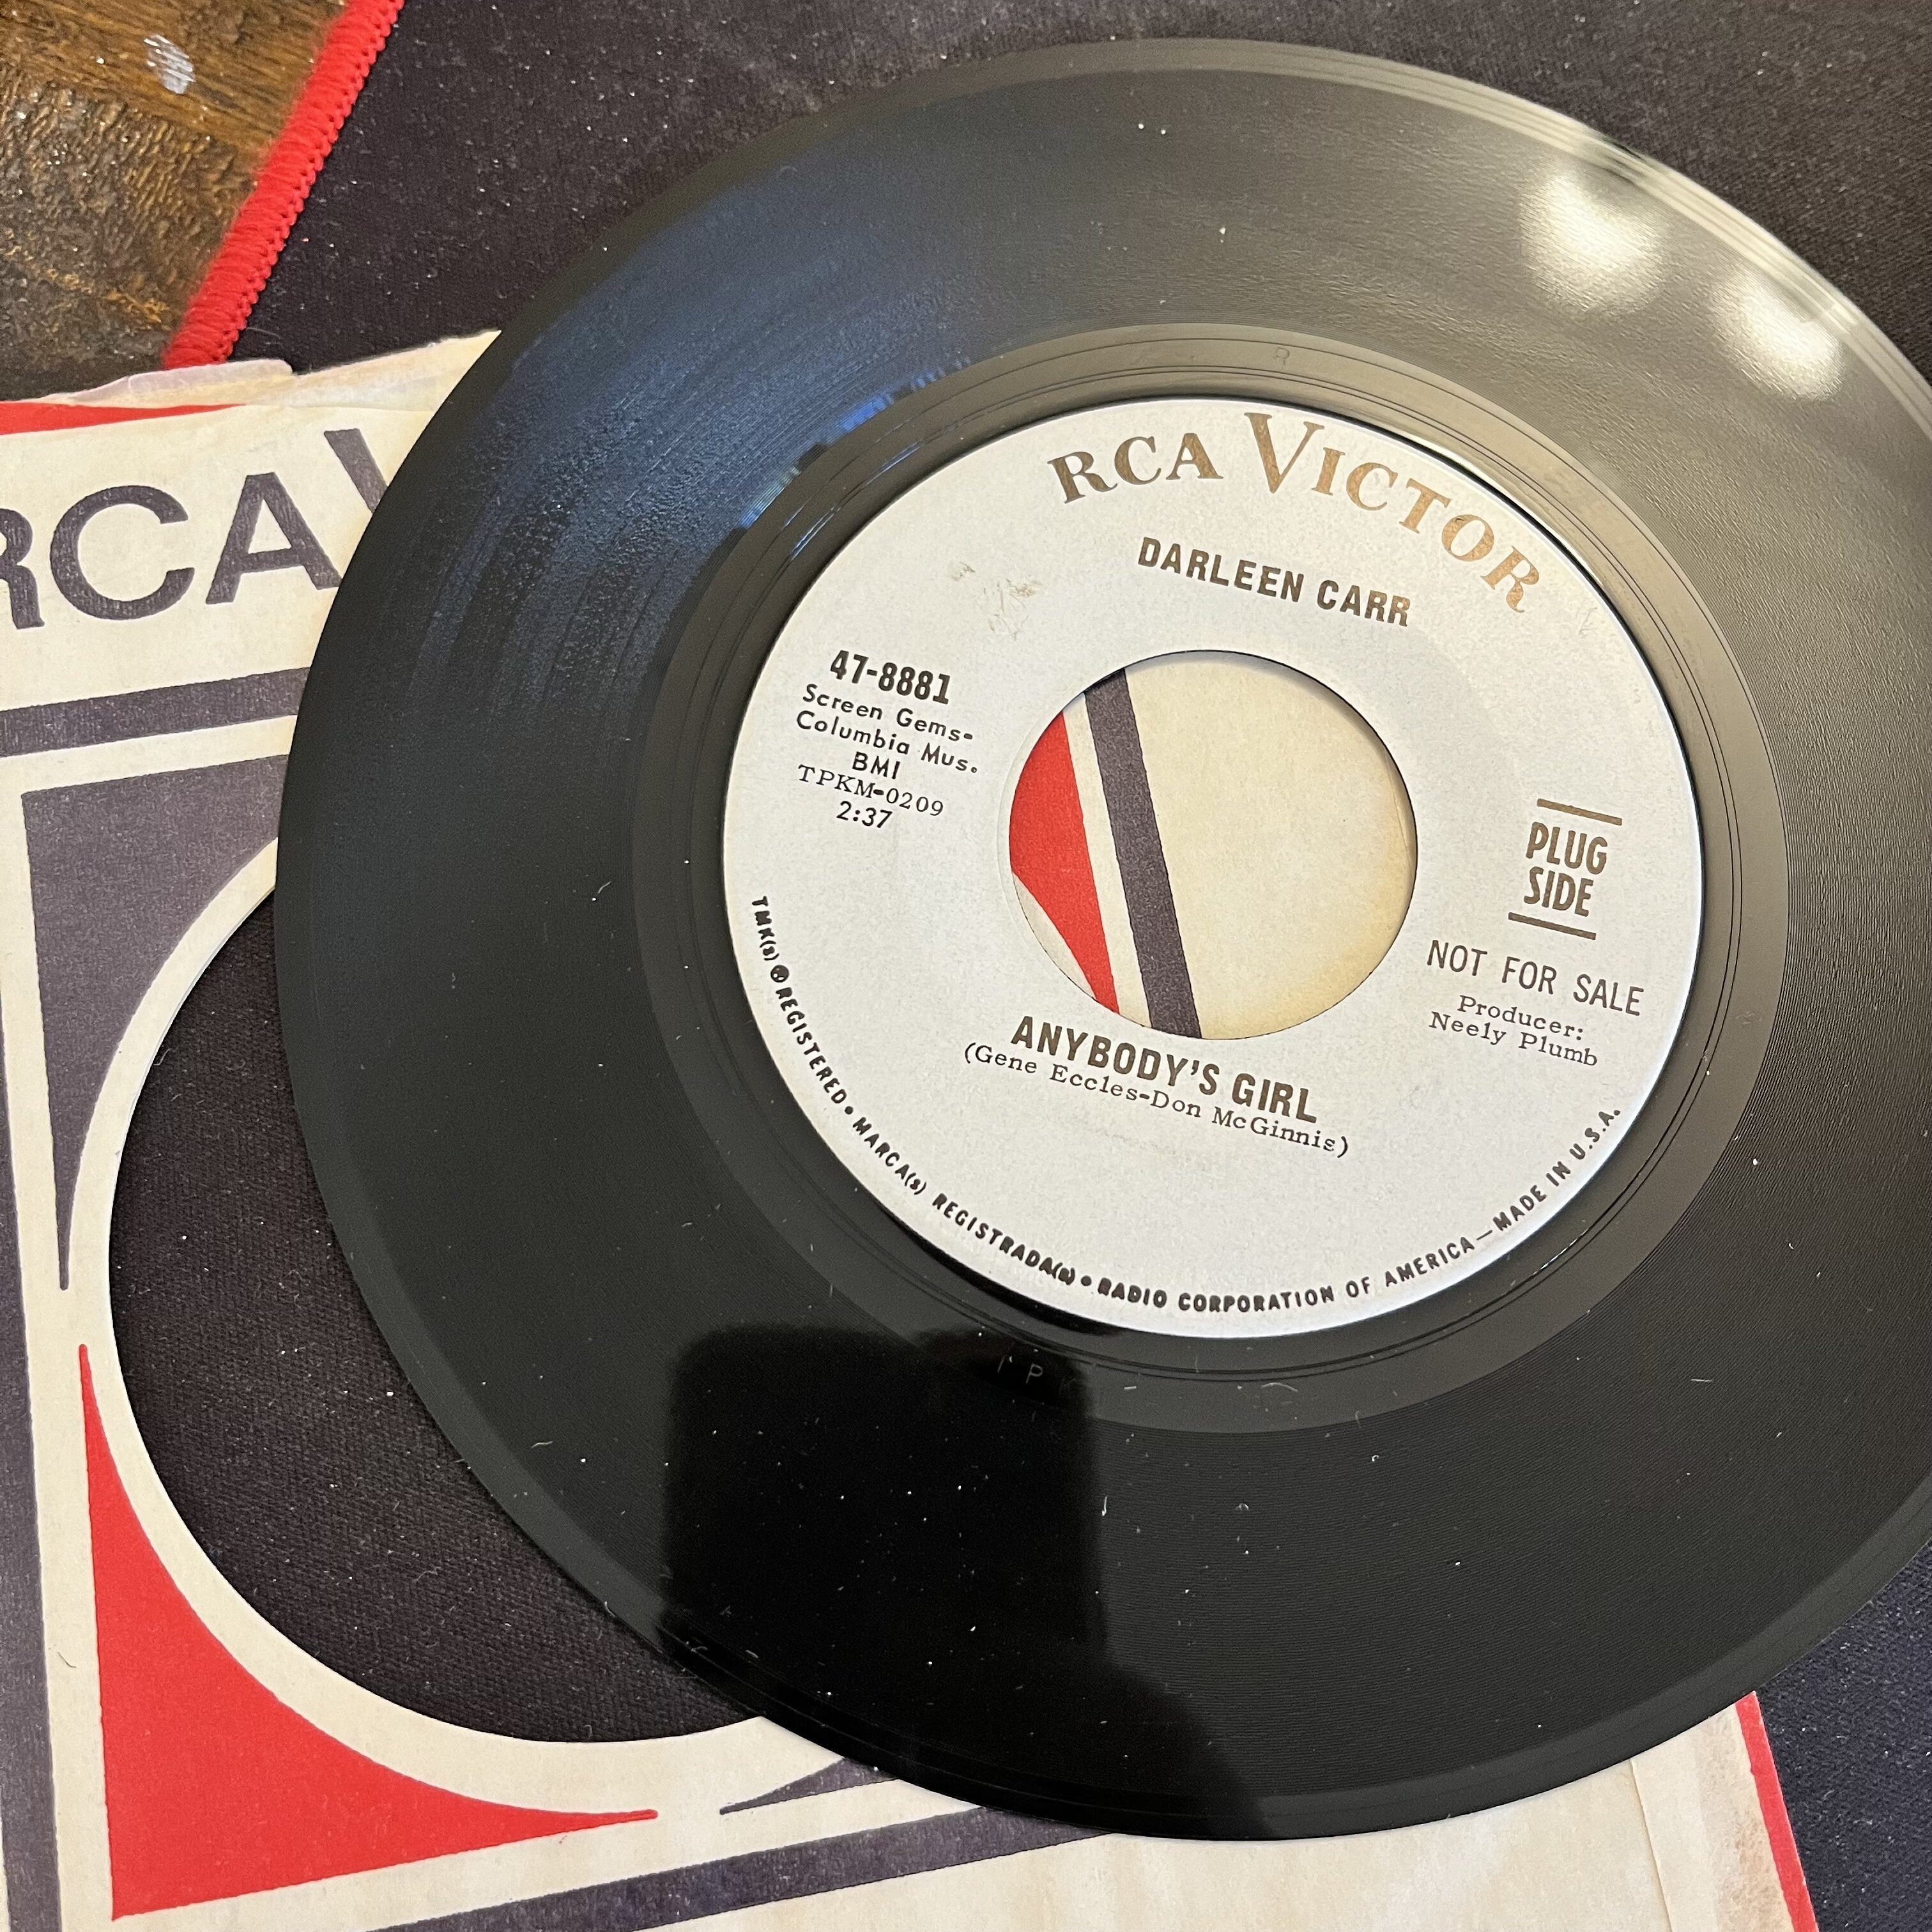 RCA
RCA VICTOR
DARLEEN CARR
47-8881
Screen Gems-
Columbia Mus.
BMI
TPKM-0209
2:37
PLUG
SIDE
NOT FOR SALE
Producer:
Neely Plumb
ANYBODY'S GIRL
(Gene Eccles-Don McGinnis)
TMK(s) ® REGISTERED • MARCA(s) REGISTRADA(s) • RADIO CORPORATION OF AMERICA—MADE IN U.S.A.
R
TPK